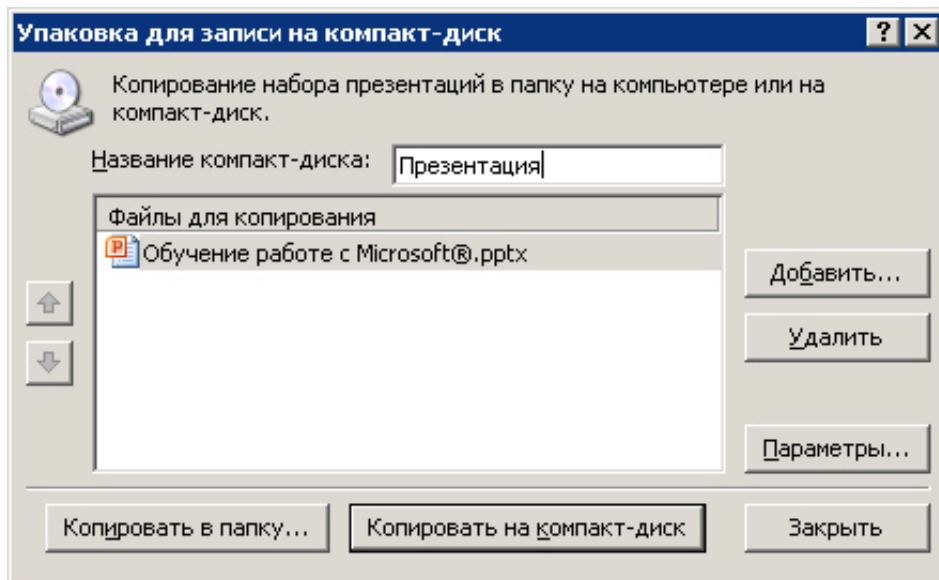 Упаковка для записи на компакт-диск
Копирование набора презентаций в папку на компьютере или на
компакт-диск.
Название компакт-диска: Презентация
Файлы для копирования
Обучение работе с Microsoft®.pptx
Добавить...
Удалить
Параметры...
Копировать в папку... Копировать на компакт-диск Закрыть